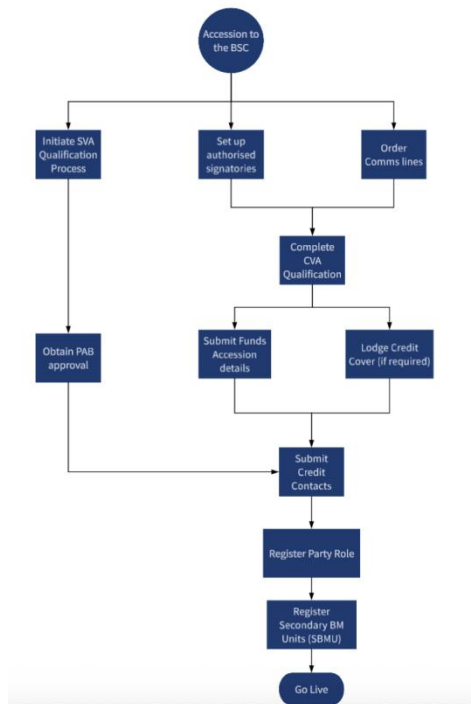 Accession to
the BSC
Initiate SVA
Qualification
Process
Set up
authorised
signatories
Order
Comms lines
Complete
CVA
Qualification
Obtain PAB
approval
Submit Funds
Accession
details
Lodge Credit
Cover (if required)
Submit
Credit
Contacts
Register Party Role
Register
Secondary BM
Units (SBMU)
Go Live